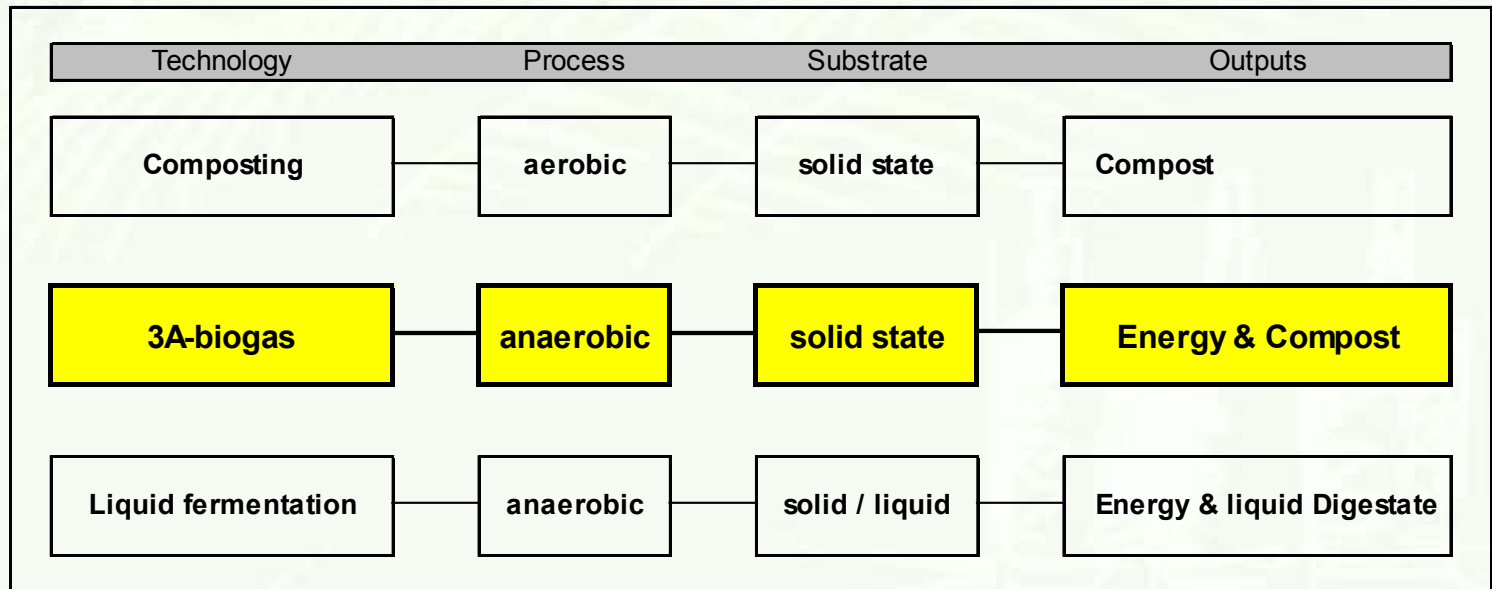 Technology Process Substrate Outputs
Composting aerobic solid state Compost
3A-biogas anaerobic solid state Energy & Compost
Liquid fermentation anaerobic solid / liquid Energy & liquid Digestate